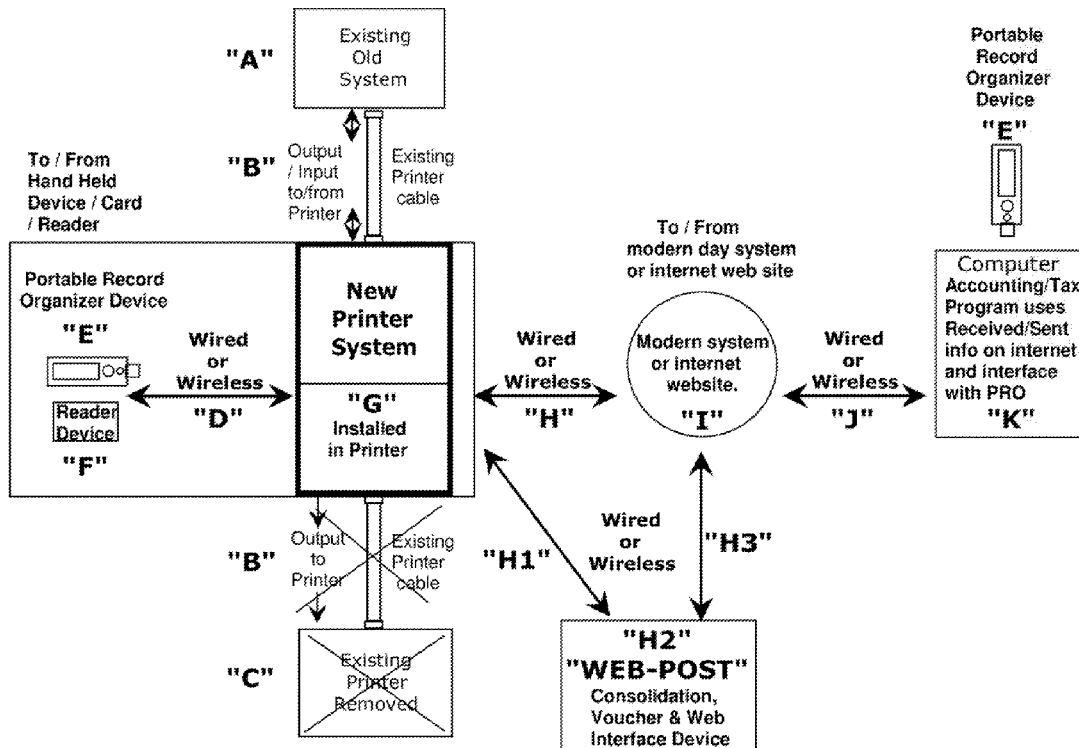 "A"
Existing
Old
System
"B"
Output
/ Input
to/from
Printer
Existing
Printer
cable
To / From
Hand Held
Device / Card
/ Reader
Portable Record
Organizer Device
"E"
Reader
Device
"F"
Wired
or
Wireless
"D"
New
Printer
System
"G"
Installed
in Printer
Wired
or
Wireless
"H"
To / From
modern day system
or internet web site
Modern system
or internet
website.
"I"
Wired
or
Wireless
"J"
Portable
Record
Organizer
Device
"E"
Computer
Accounting/Tax
Program uses
Received/Sent
info on internet
and interface
with PRO
"K"
"B"
Output
to
Printer
Existing
Printer
cable
"C"
Existing
Printer
Removed
"H1"
Wired
or
Wireless
"H3"
"H2"
"WEB-POST"
Consolidation,
Voucher & Web
Interface Device